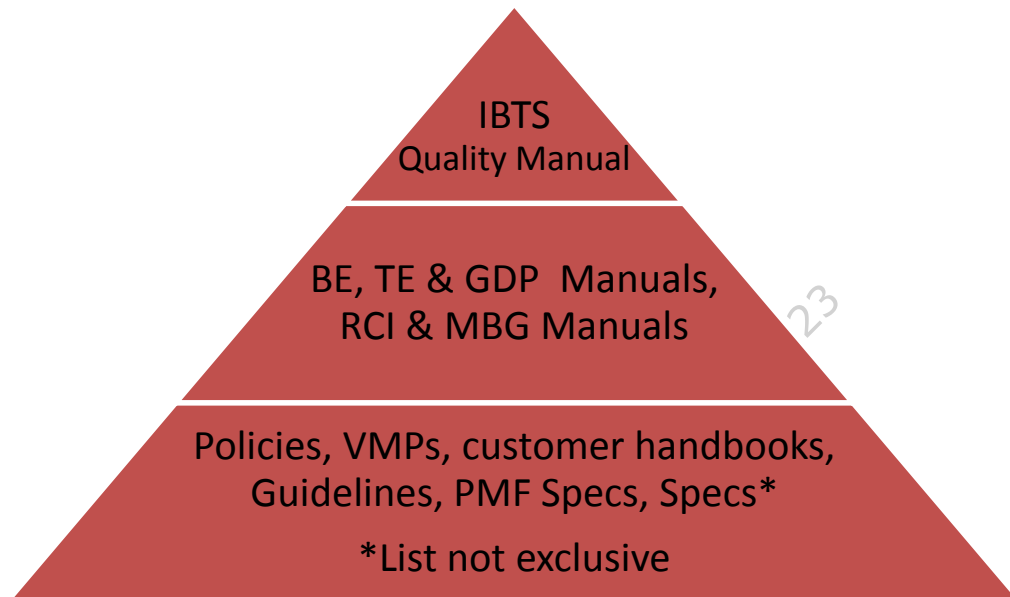 IBTS
Quality Manual
BE, TE & GDP Manuals,
RCI & MBG Manuals
23
Policies, VMPs, customer handbooks,
Guidelines, PMF Specs, Specs*
*List not exclusive